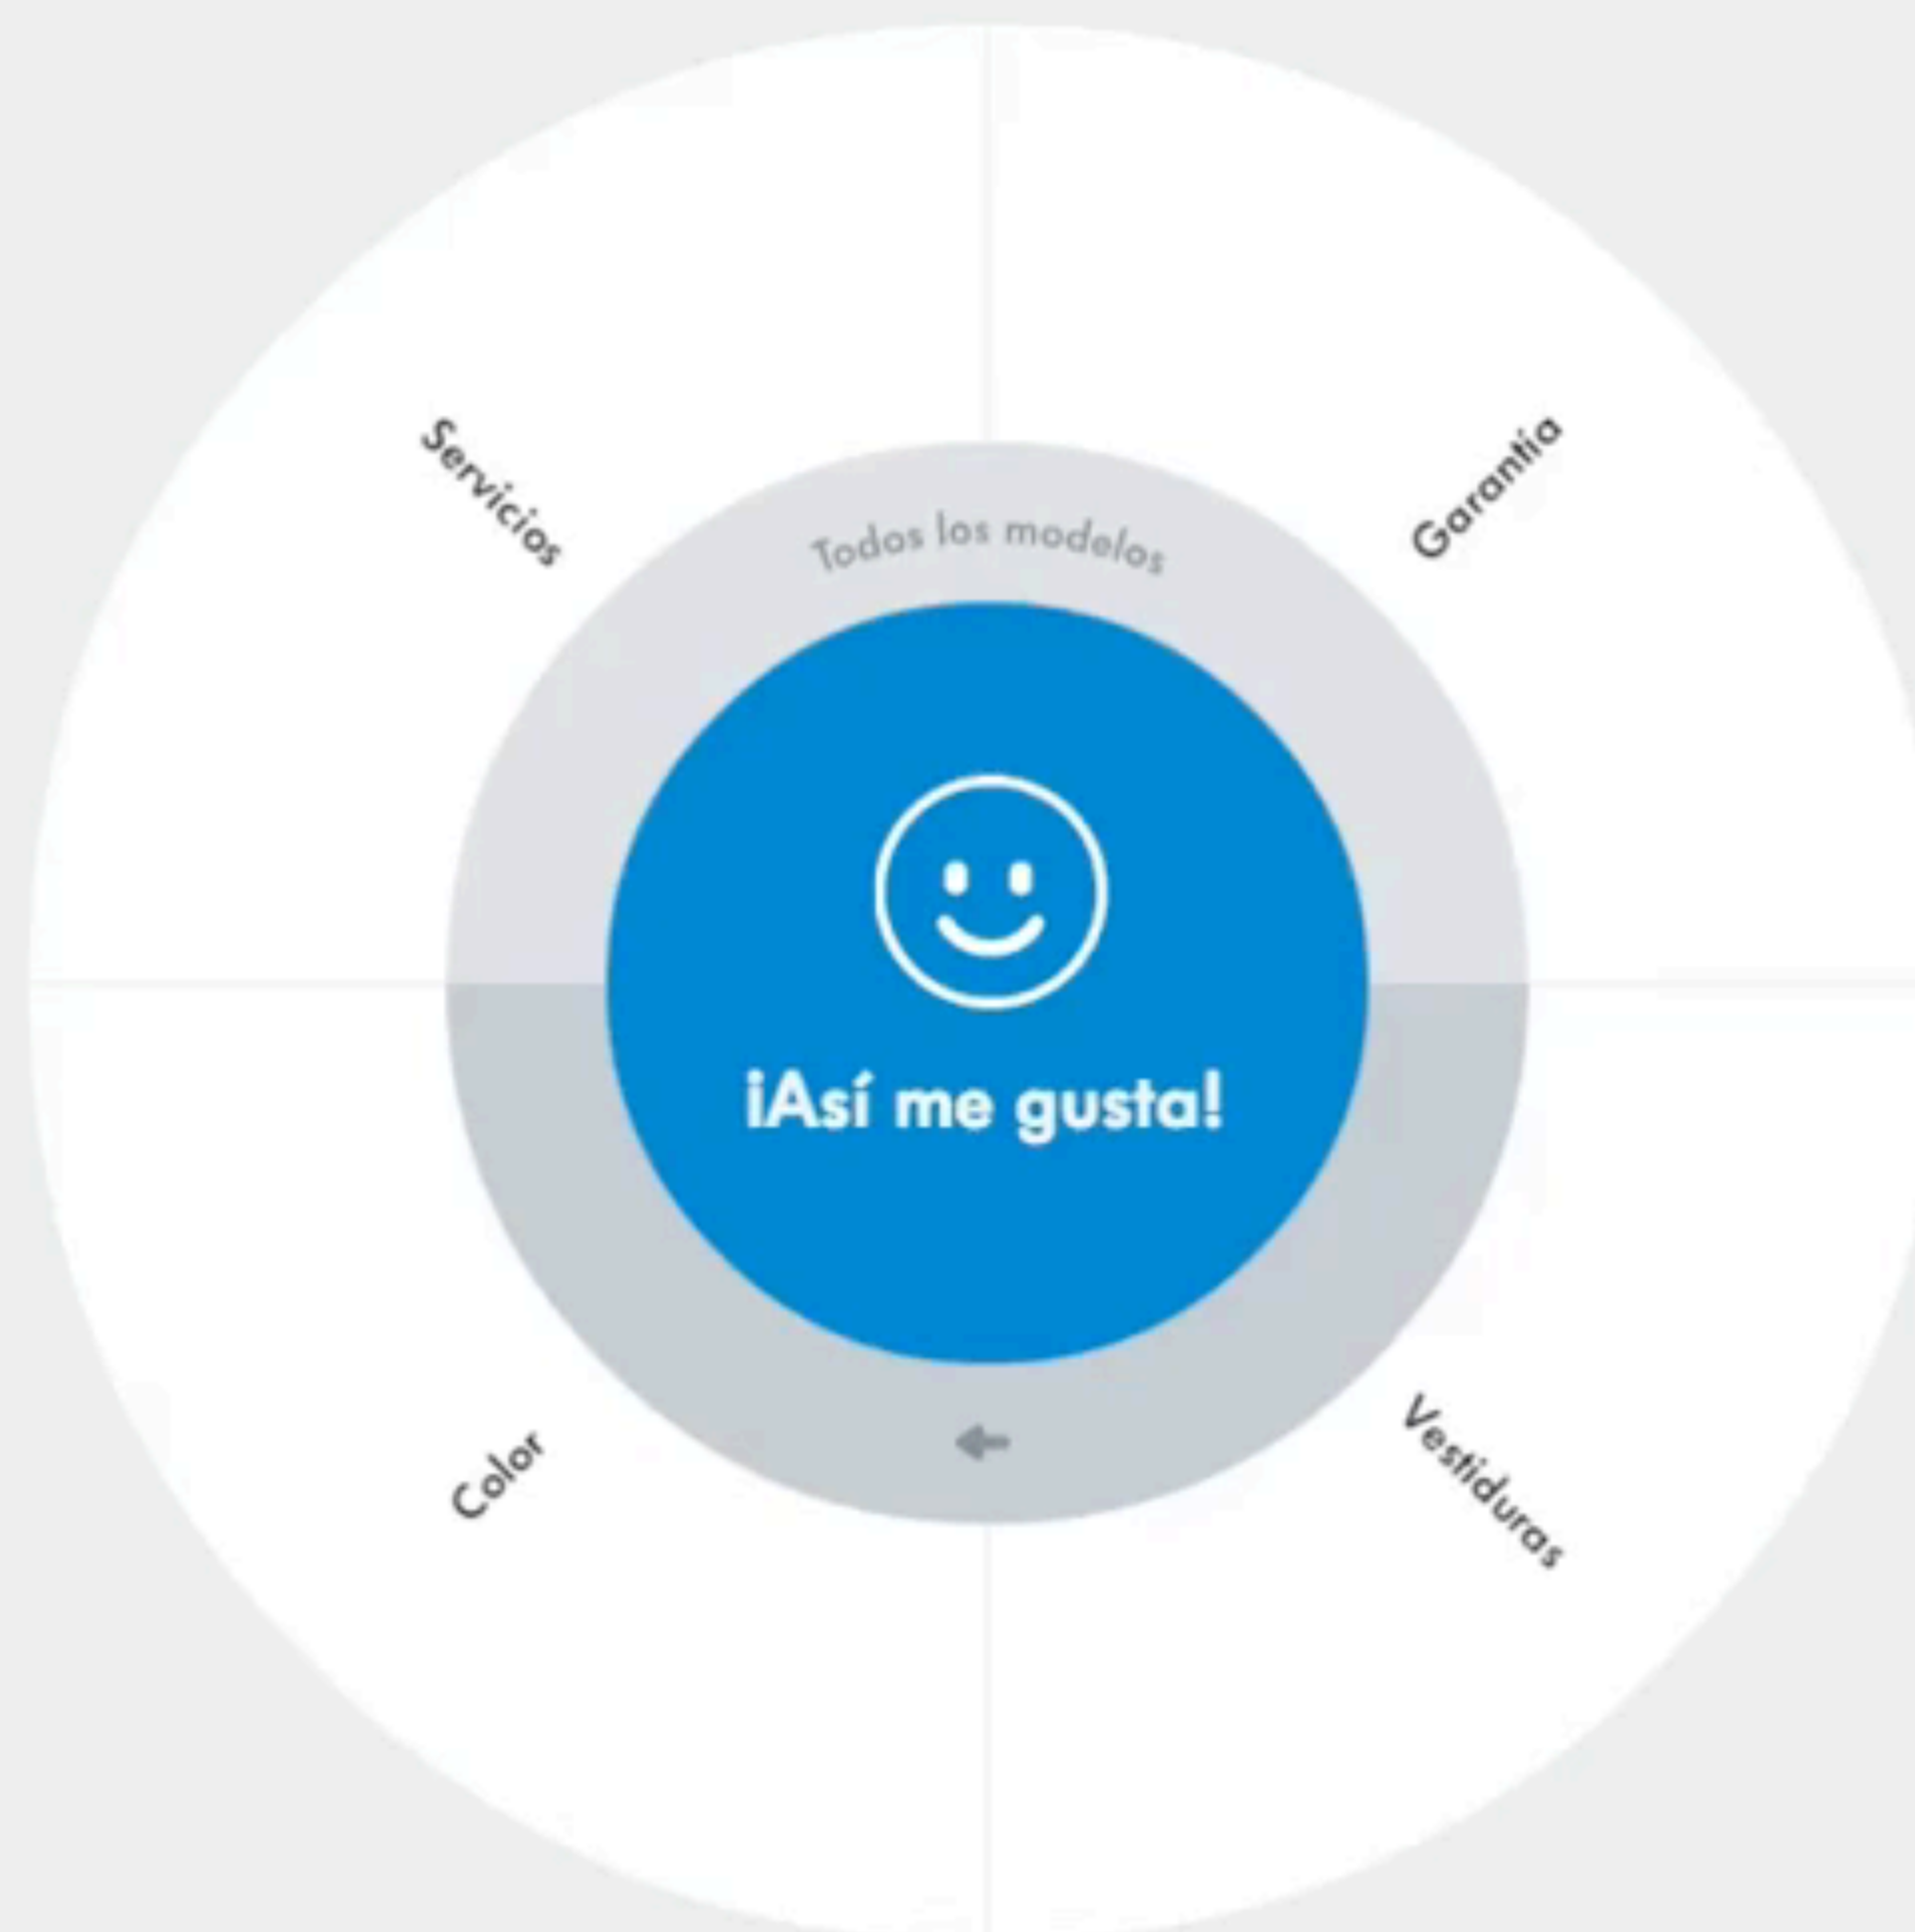 Servicios
Garantía
Todos los modelos
¡Así me gusta!
Color
Vestiduras